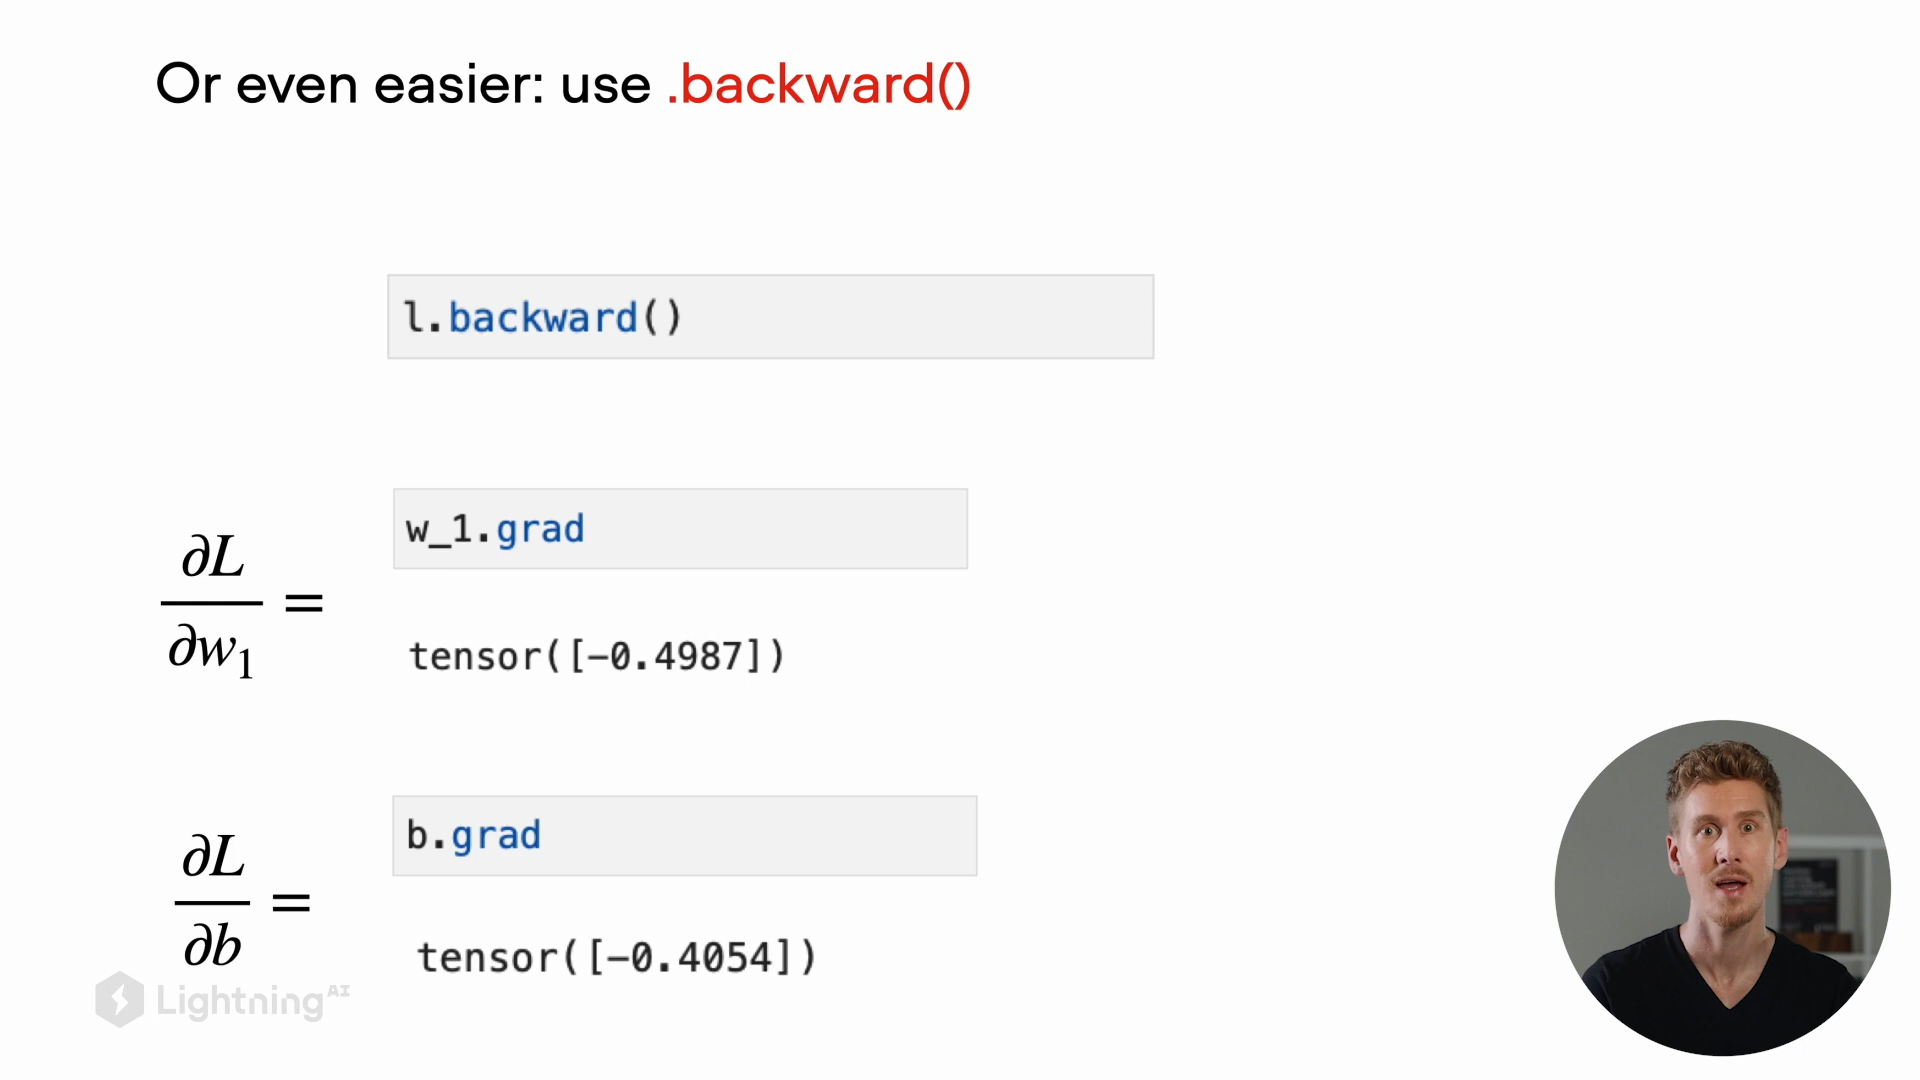 Or even easier: use .backward()
l.backward()
w_1.grad
∂L
∂w₁
=
tensor([-0.4987])
b.grad
∂L
∂b
=
tensor([-0.4054])
Lightning AI